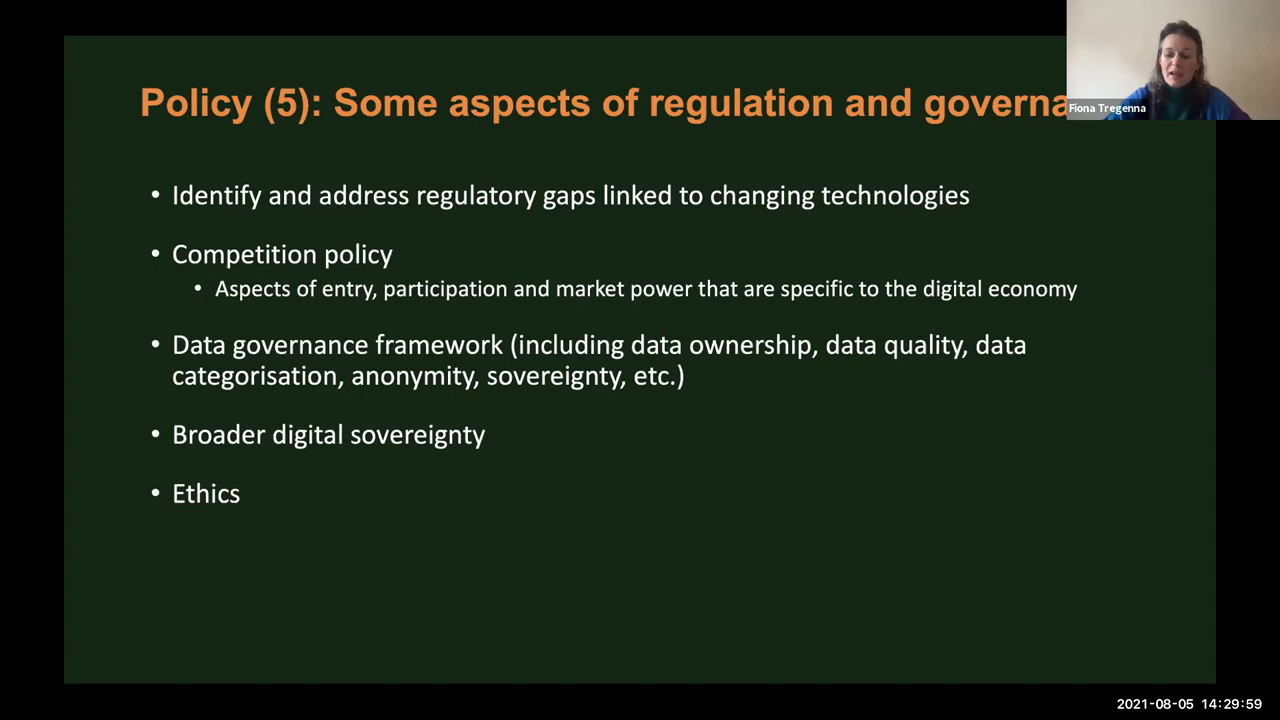 Policy (5): Some aspects of regulation and governa
Fiona Tregenna
• Identify and address regulatory gaps linked to changing technologies
• Competition policy
• Aspects of entry, participation and market power that are specific to the digital economy
• Data governance framework (including data ownership, data quality, data
categorisation, anonymity, sovereignty, etc.)
• Broader digital sovereignty
• Ethics
2021-08-05 14:29:59